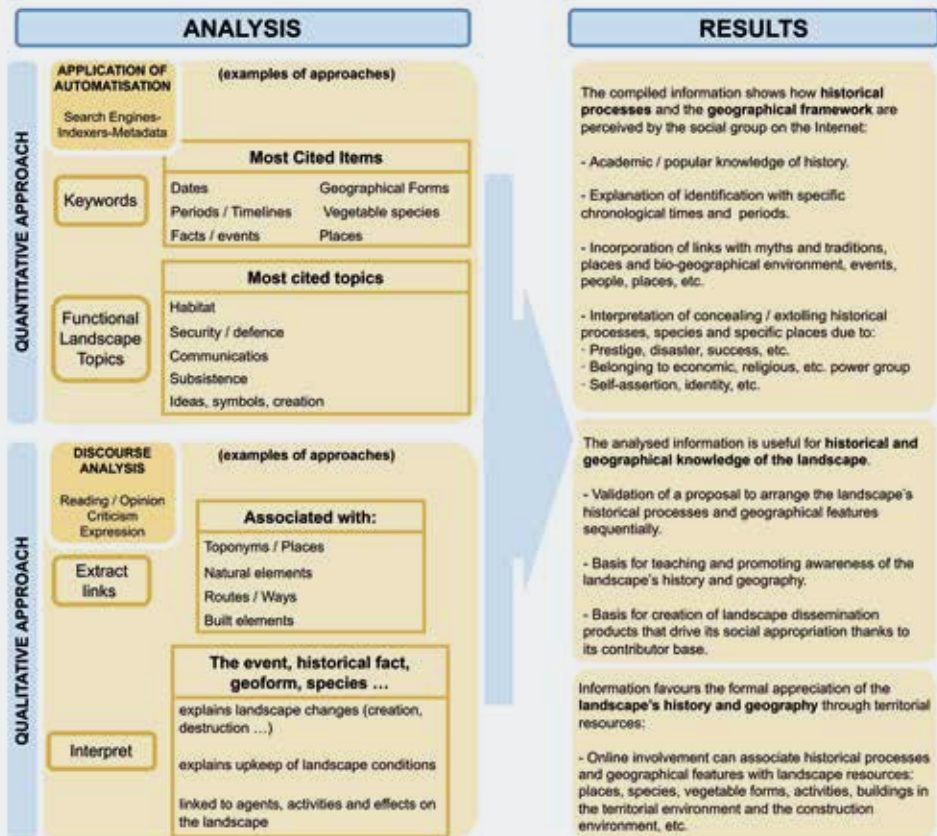 ANALYSIS
QUANTITATIVE APPROACH
APPLICATION OF
AUTOMATISATION
Search Engines-
Indexers-Metadata
(examples of approaches)
Keywords
Most Cited Items
Dates
Periods / Timelines
Facts / events
Geographical Forms
Vegetable species
Places
Functional
Landscape
Topics
Most cited topics
Habitat
Security / defence
Communicatios
Subsistence
Ideas, symbols, creation
QUALITATIVE APPROACH
DISCOURSE
ANALYSIS
Reading / Opinion
Criticism
Expression
(examples of approaches)
Extract
links
Associated with:
Toponyms / Places
Natural elements
Routes / Ways
Built elements
Interpret
The event, historical fact,
geoform, species ...
explains landscape changes (creation,
destruction ...)
explains upkeep of landscape conditions
linked to agents, activities and effects on
the landscape
RESULTS
The compiled information shows how historical
processes and the geographical framework are
perceived by the social group on the Internet:
- Academic / popular knowledge of history.
- Explanation of identification with specific
chronological times and periods.
- Incorporation of links with myths and traditions,
places and bio-geographical environment, events,
people, places, etc.
- Interpretation of concealing / extolling historical
processes, species and specific places due to:
· Prestige, disaster, success, etc.
· Belonging to economic, religious, etc. power group
· Self-assertion, identity, etc.
The analysed information is useful for historical and
geographical knowledge of the landscape.
- Validation of a proposal to arrange the landscape's
historical processes and geographical features
sequentially.
- Basis for teaching and promoting awareness of the
landscape's history and geography.
- Basis for creation of landscape dissemination
products that drive its social appropriation thanks to
its contributor base.
Information favours the formal appreciation of the
landscape's history and geography through territorial
resources:
- Online involvement can associate historical processes
and geographical features with landscape resources:
places, species, vegetable forms, activities, buildings in
the territorial environment and the construction
environment, etc.